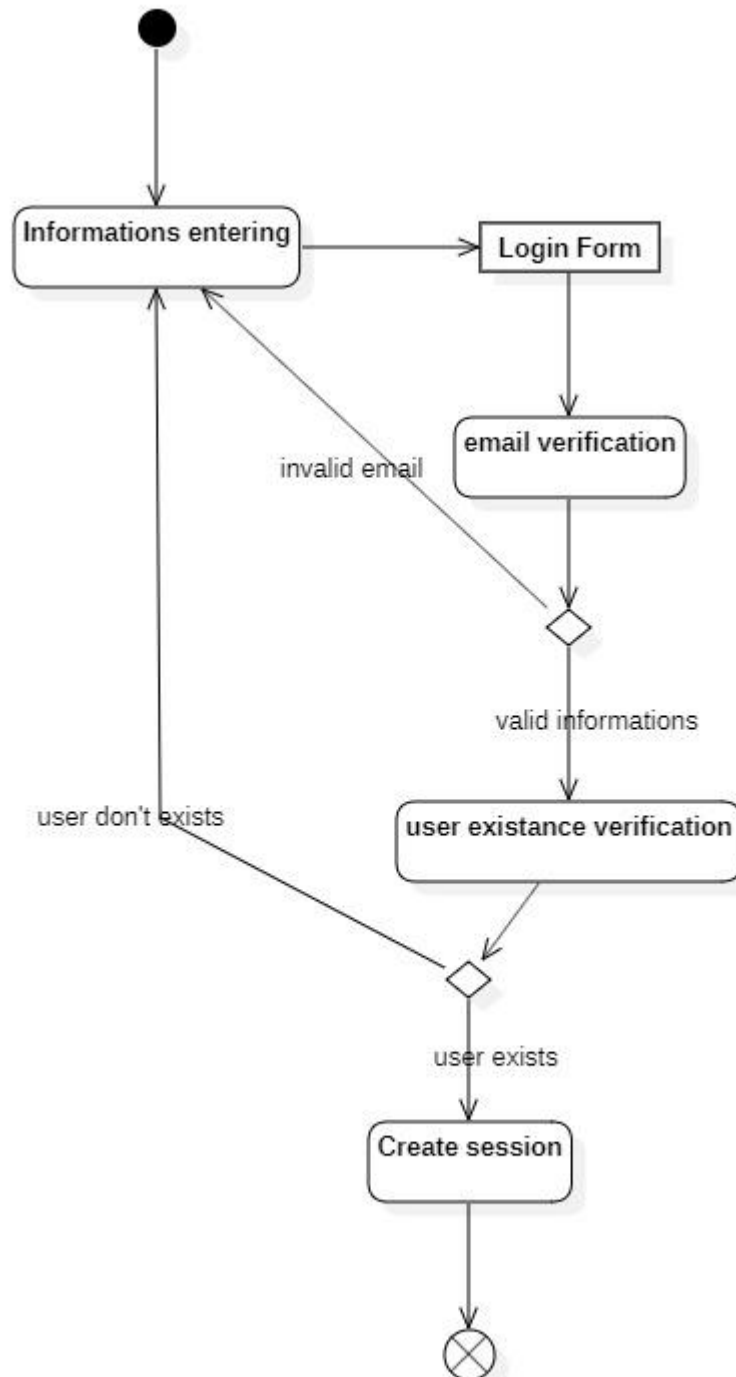 Informations entering
Login Form
email verification
invalid email
valid informations
user don't exists
user existance verification
user exists
Create session